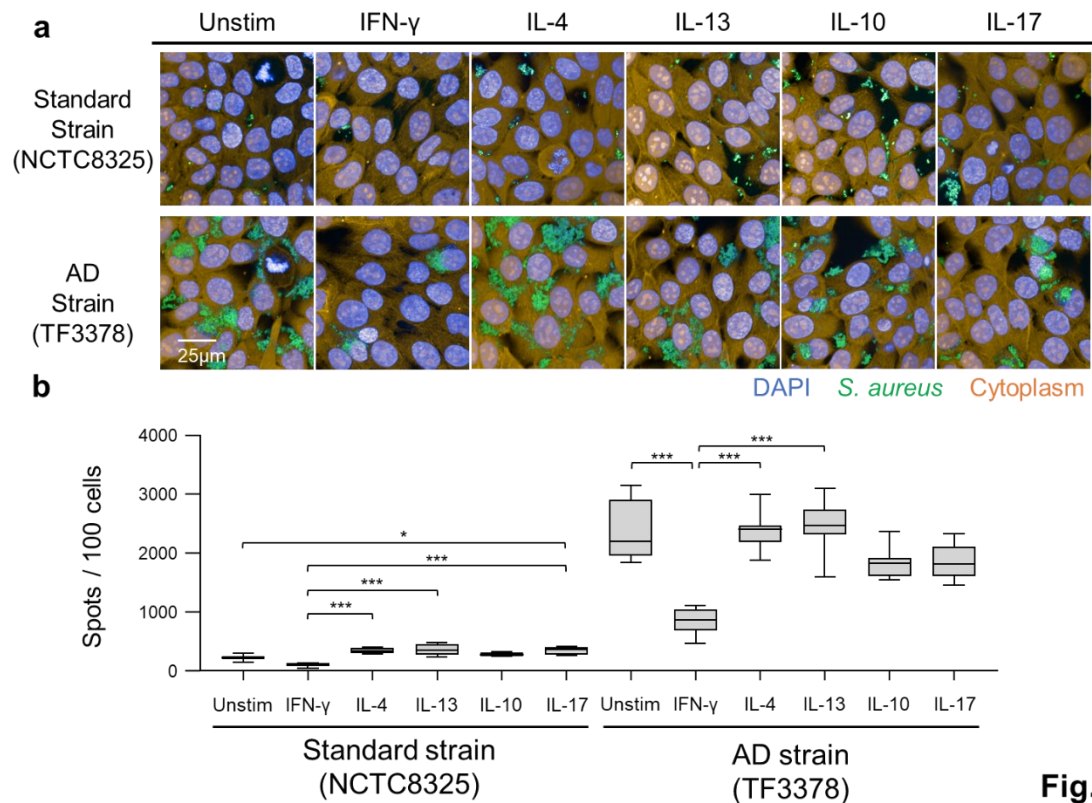 a
Unstim IFN-γ IL-4 IL-13 IL-10 IL-17
Standard
Strain
(NCTC8325)
AD
Strain
(TF3378)
25μm
DAPI S. aureus Cytoplasm
b
Spots / 100 cells
4000
3000
2000
1000
0
*
***
***
***
***
***
***
Unstim IFN-γ IL-4 IL-13 IL-10 IL-17 Unstim IFN-γ IL-4 IL-13 IL-10 IL-17
Standard strain
(NCTC8325)
AD strain
(TF3378)
Fig.